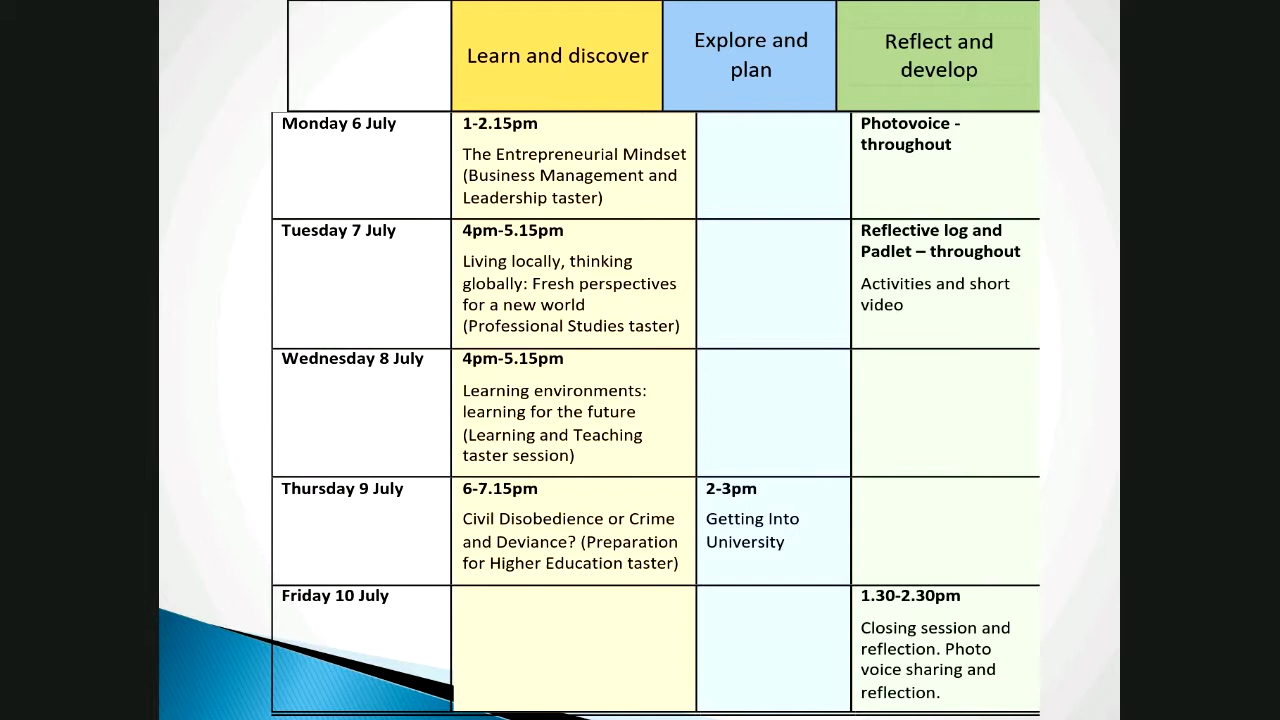 Learn and discover
Explore and
plan
Reflect and
develop
Monday 6 July
1-2.15pm
The Entrepreneurial Mindset
(Business Management and
Leadership taster)
Photovoice -
throughout
Tuesday 7 July
4pm-5.15pm
Living locally, thinking
globally: Fresh perspectives
for a new world
(Professional Studies taster)
Reflective log and
Padlet – throughout
Activities and short
video
Wednesday 8 July
4pm-5.15pm
Learning environments:
learning for the future
(Learning and Teaching
taster session)
Thursday 9 July
6-7.15pm
Civil Disobedience or Crime
and Deviance? (Preparation
for Higher Education taster)
2-3pm
Getting Into
University
Friday 10 July
1.30-2.30pm
Closing session and
reflection. Photo
voice sharing and
reflection.